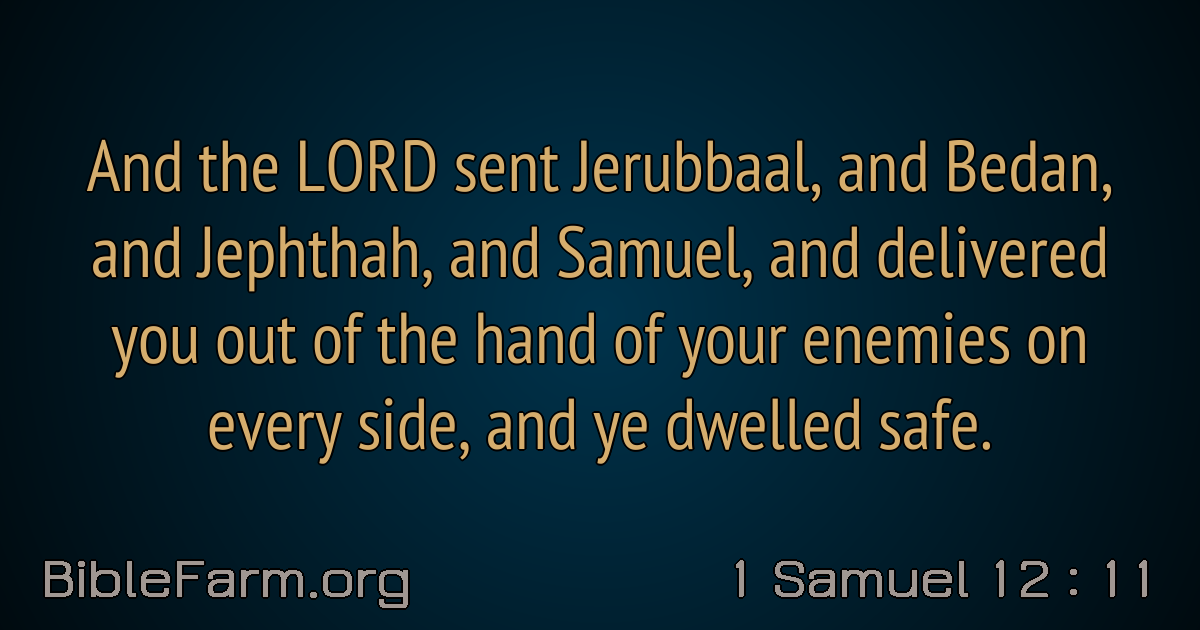 And the LORD sent Jerubbaal, and Bedan,
and Jephthah, and Samuel, and delivered
you out of the hand of your enemies on
every side, and ye dwelled safe.
BibleFarm.org
1 Samuel 12 : 11